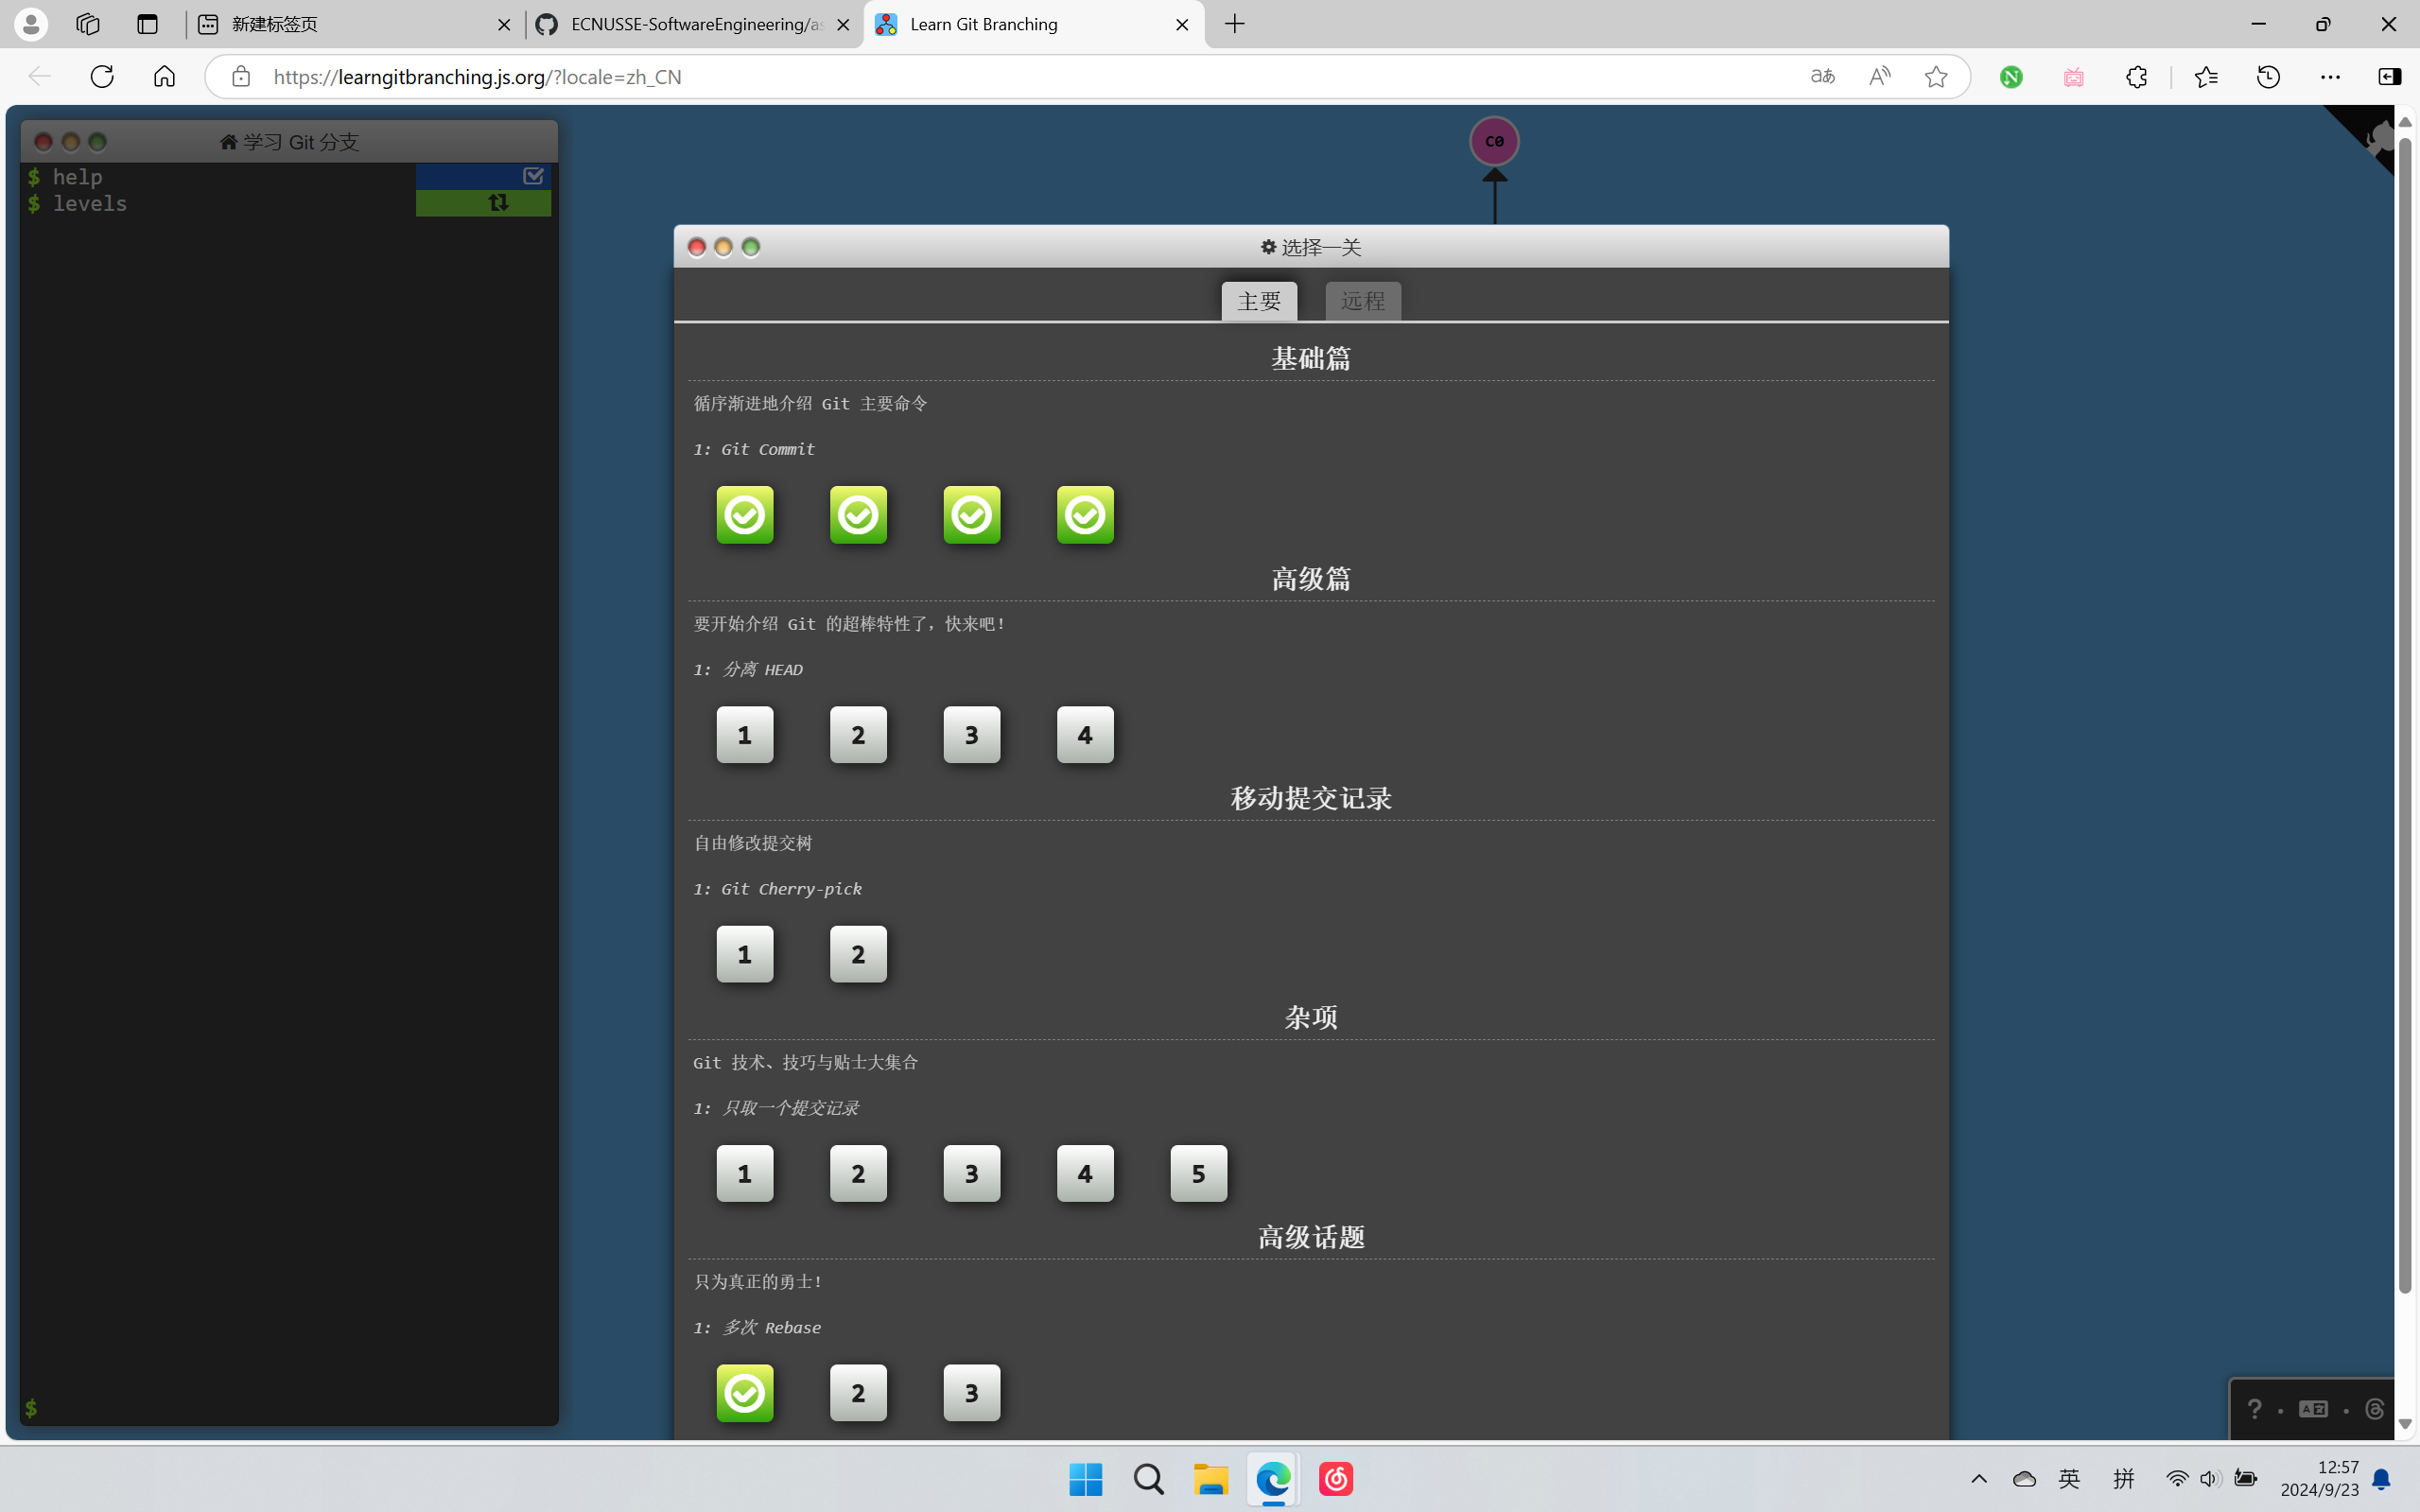 新建标签页
ECNUSSE-SoftwareEngineering/as
Learn Git Branching
https://learngitbranching.js.org/?locale=zh_CN
学习 Git 分支
$ help
$ levels
$
C0
选择一关
主要 远程
基础篇
循序渐进地介绍 Git 主要命令
1: Git Commit
高级篇
要开始介绍 Git 的超棒特性了，快来吧！
1: 分离 HEAD
1 2 3 4
移动提交记录
自由修改提交树
1: Git Cherry-pick
1 2
杂项
Git 技术、技巧与贴士大集合
1: 只取一个提交记录
1 2 3 4 5
高级话题
只为真正的勇士！
1: 多次 Rebase
2 3
英 拼
12:57
2024/9/23